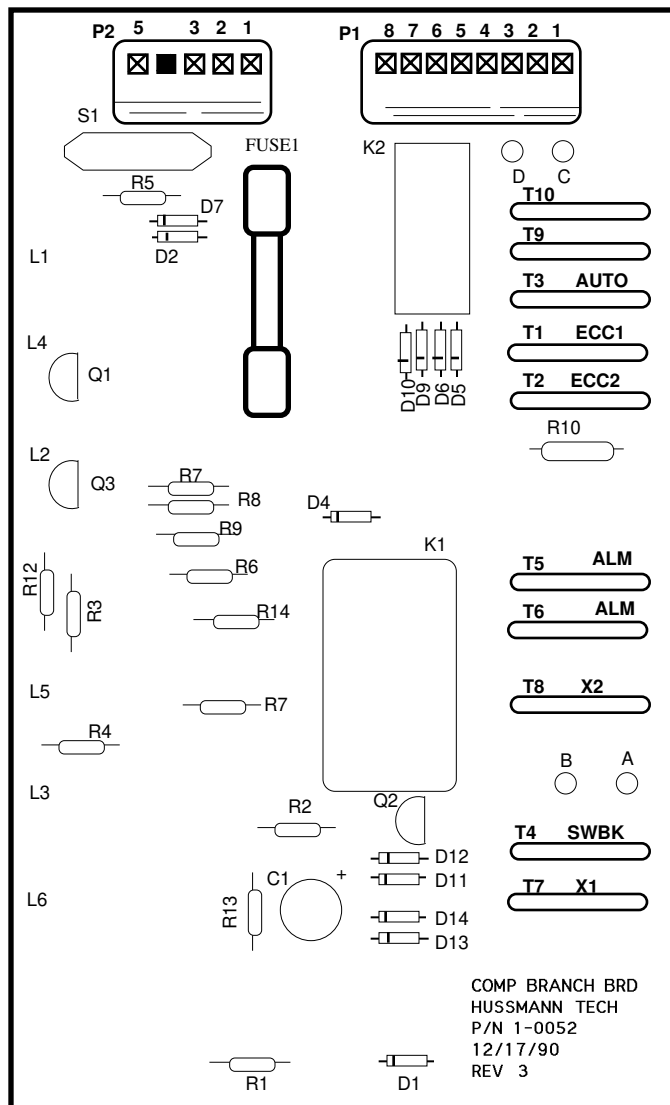 P2 5 3 2 1 P1 8 7 6 5 4 3 2 1
S1
FUSE1 K2
D C
R5
T10
D7
T9
D2
L1
T3 AUTO
L4 T1 ECC1
Q1
T2 ECC2
D10 D9 D6 D5
R10
L2
Q3 R7
R8 D4
R9
K1
R12 R3 R6 T5 ALM
R14 T6 ALM
L5 T8 X2
R7
R4
B A
L3
R2 Q2
T4 SWBK
D12
C1 + D11
T7 X1
L6 R13
D14
D13
COMP BRANCH BRD
HUSSMANN TECH
P/N 1-0052
12/17/90
REV 3
R1 D1